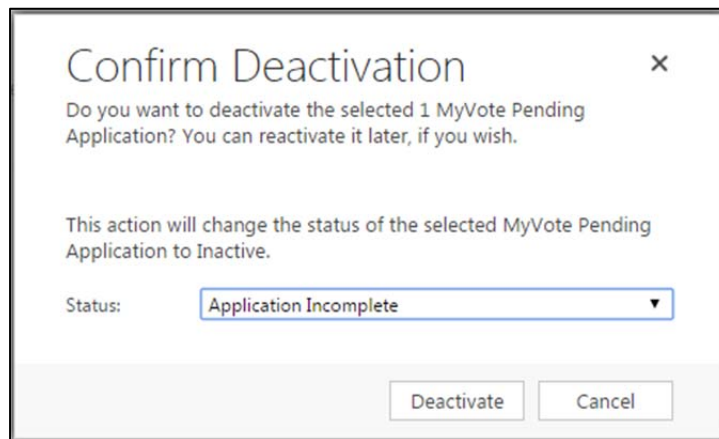 Confirm Deactivation
Do you want to deactivate the selected 1 MyVote Pending
Application? You can reactivate it later, if you wish.
This action will change the status of the selected MyVote Pending
Application to Inactive.
Status: Application Incomplete
Deactivate Cancel